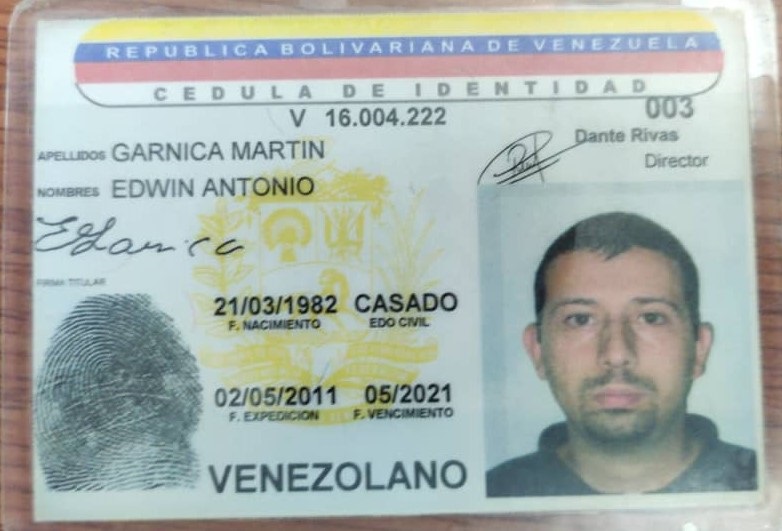 REPUBLICA BOLIVARIANA DE VENEZUELA
CEDULA DE IDENTIDAD
V 16.004.222
003
Dante Rivas
Director
APELLIDOS GARNICA MARTIN
NOMBRES EDWIN ANTONIO
EGarnica
FIRMA TITULAR
21/03/1982 CASADO
F. NACIMIENTO EDO CIVIL
02/05/2011 05/2021
F. EXPEDICION F. VENCIMIENTO
VENEZOLANO